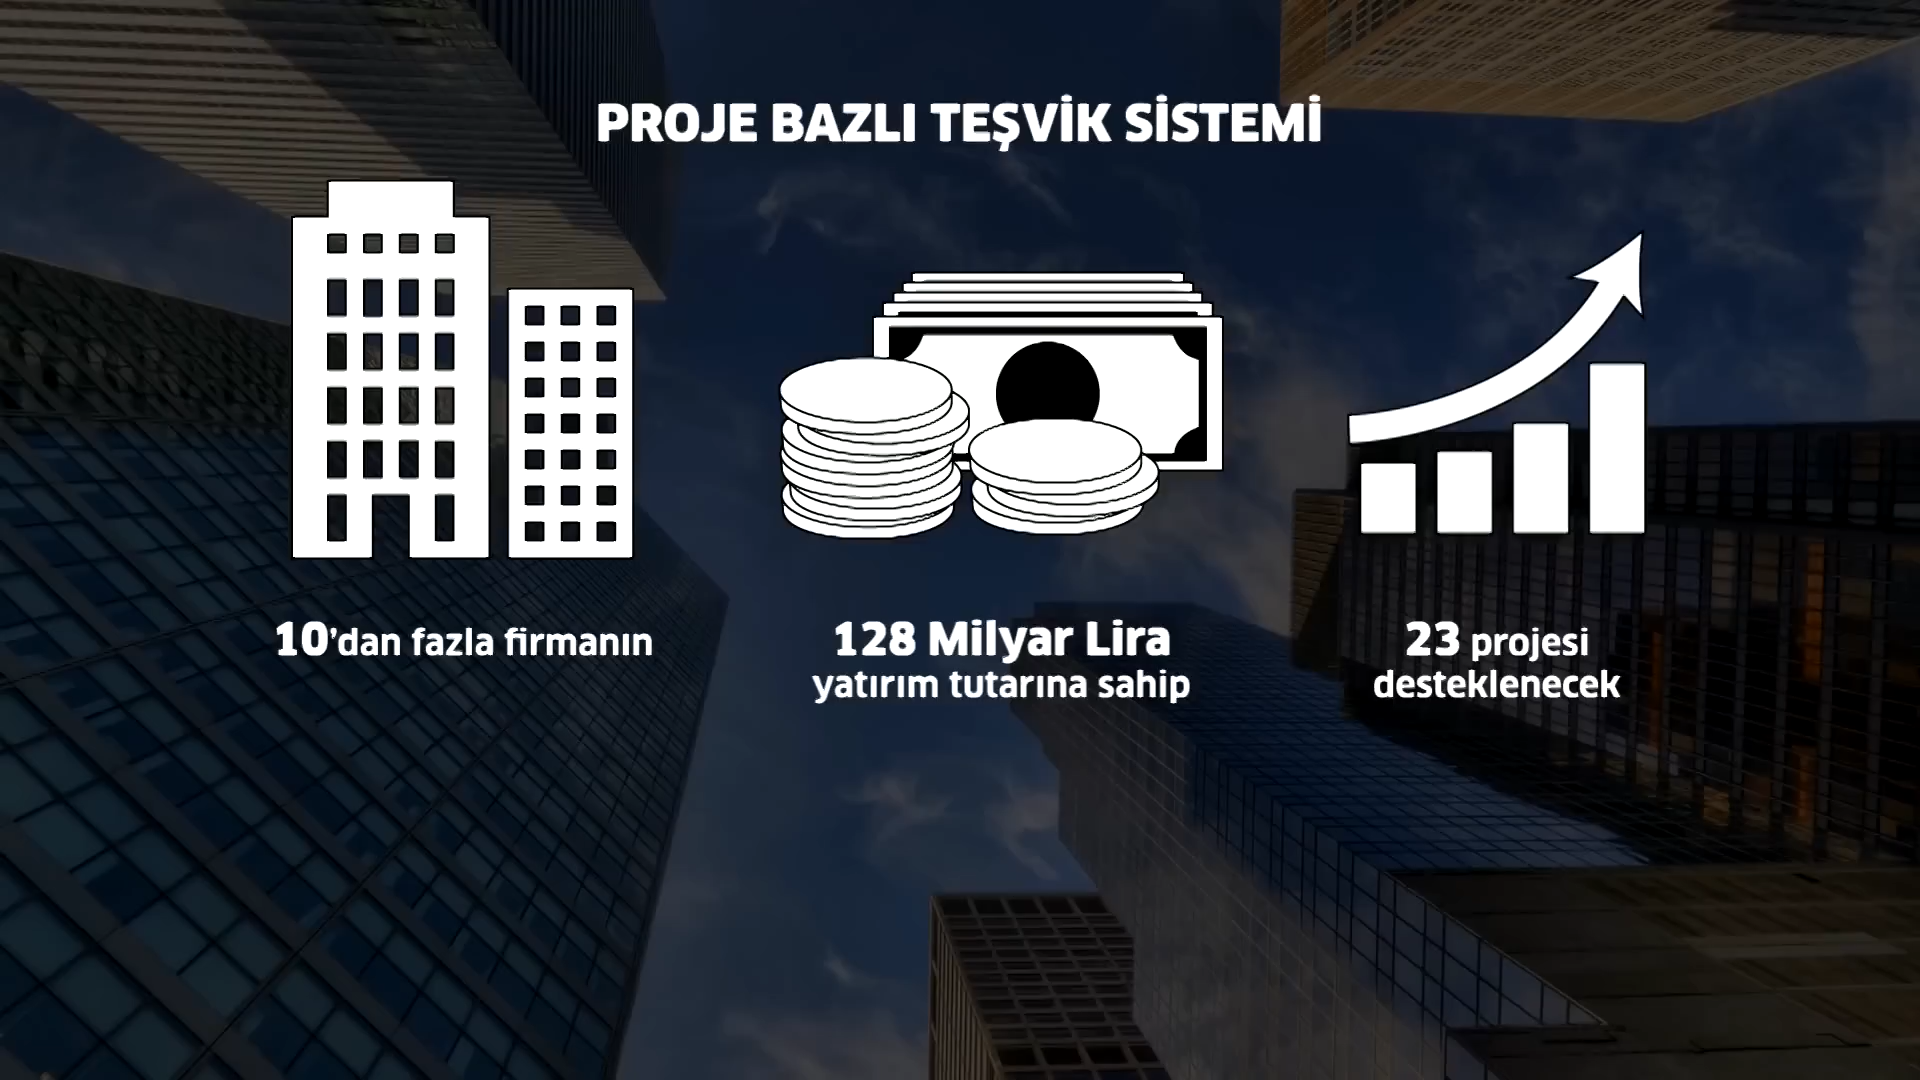 PROJE BAZLI TEŞVİK SİSTEMİ
10’dan fazla firmanın
128 Milyar Lira
yatırım tutarına sahip
23 projesi
desteklenecek